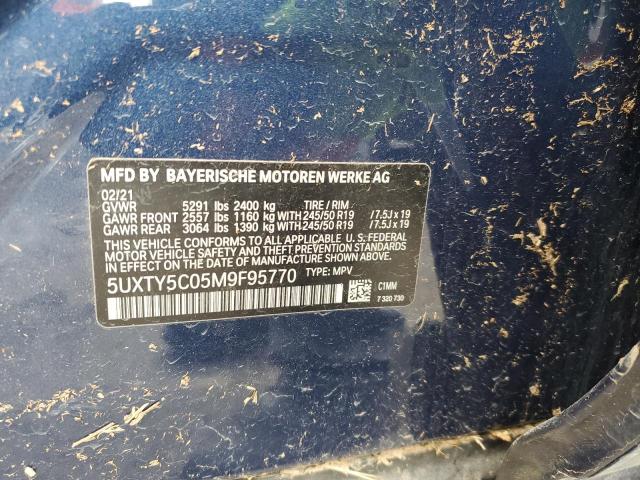 MFD BY BAYERISCHE MOTOREN WERKE AG
02/21
GVWR 5291 lbs 2400 kg TIRE / RIM
GAWR FRONT 2557 lbs 1160 kg WITH 245/50 R19 /7.5J x 19
GAWR REAR 3064 lbs 1390 kg WITH 245/50 R19 /7.5J x 19
THIS VEHICLE CONFORMS TO ALL APPLICABLE U. S. FEDERAL
MOTOR VEHICLE SAFETY, BUMPER, AND THEFT PREVENTION STANDARDS
IN EFFECT ON THE DATE OF MANUFACTURE SHOWN ABOVE.
5UXTY5C05M9F95770 TYPE: MPV
C1MM
7 320 730